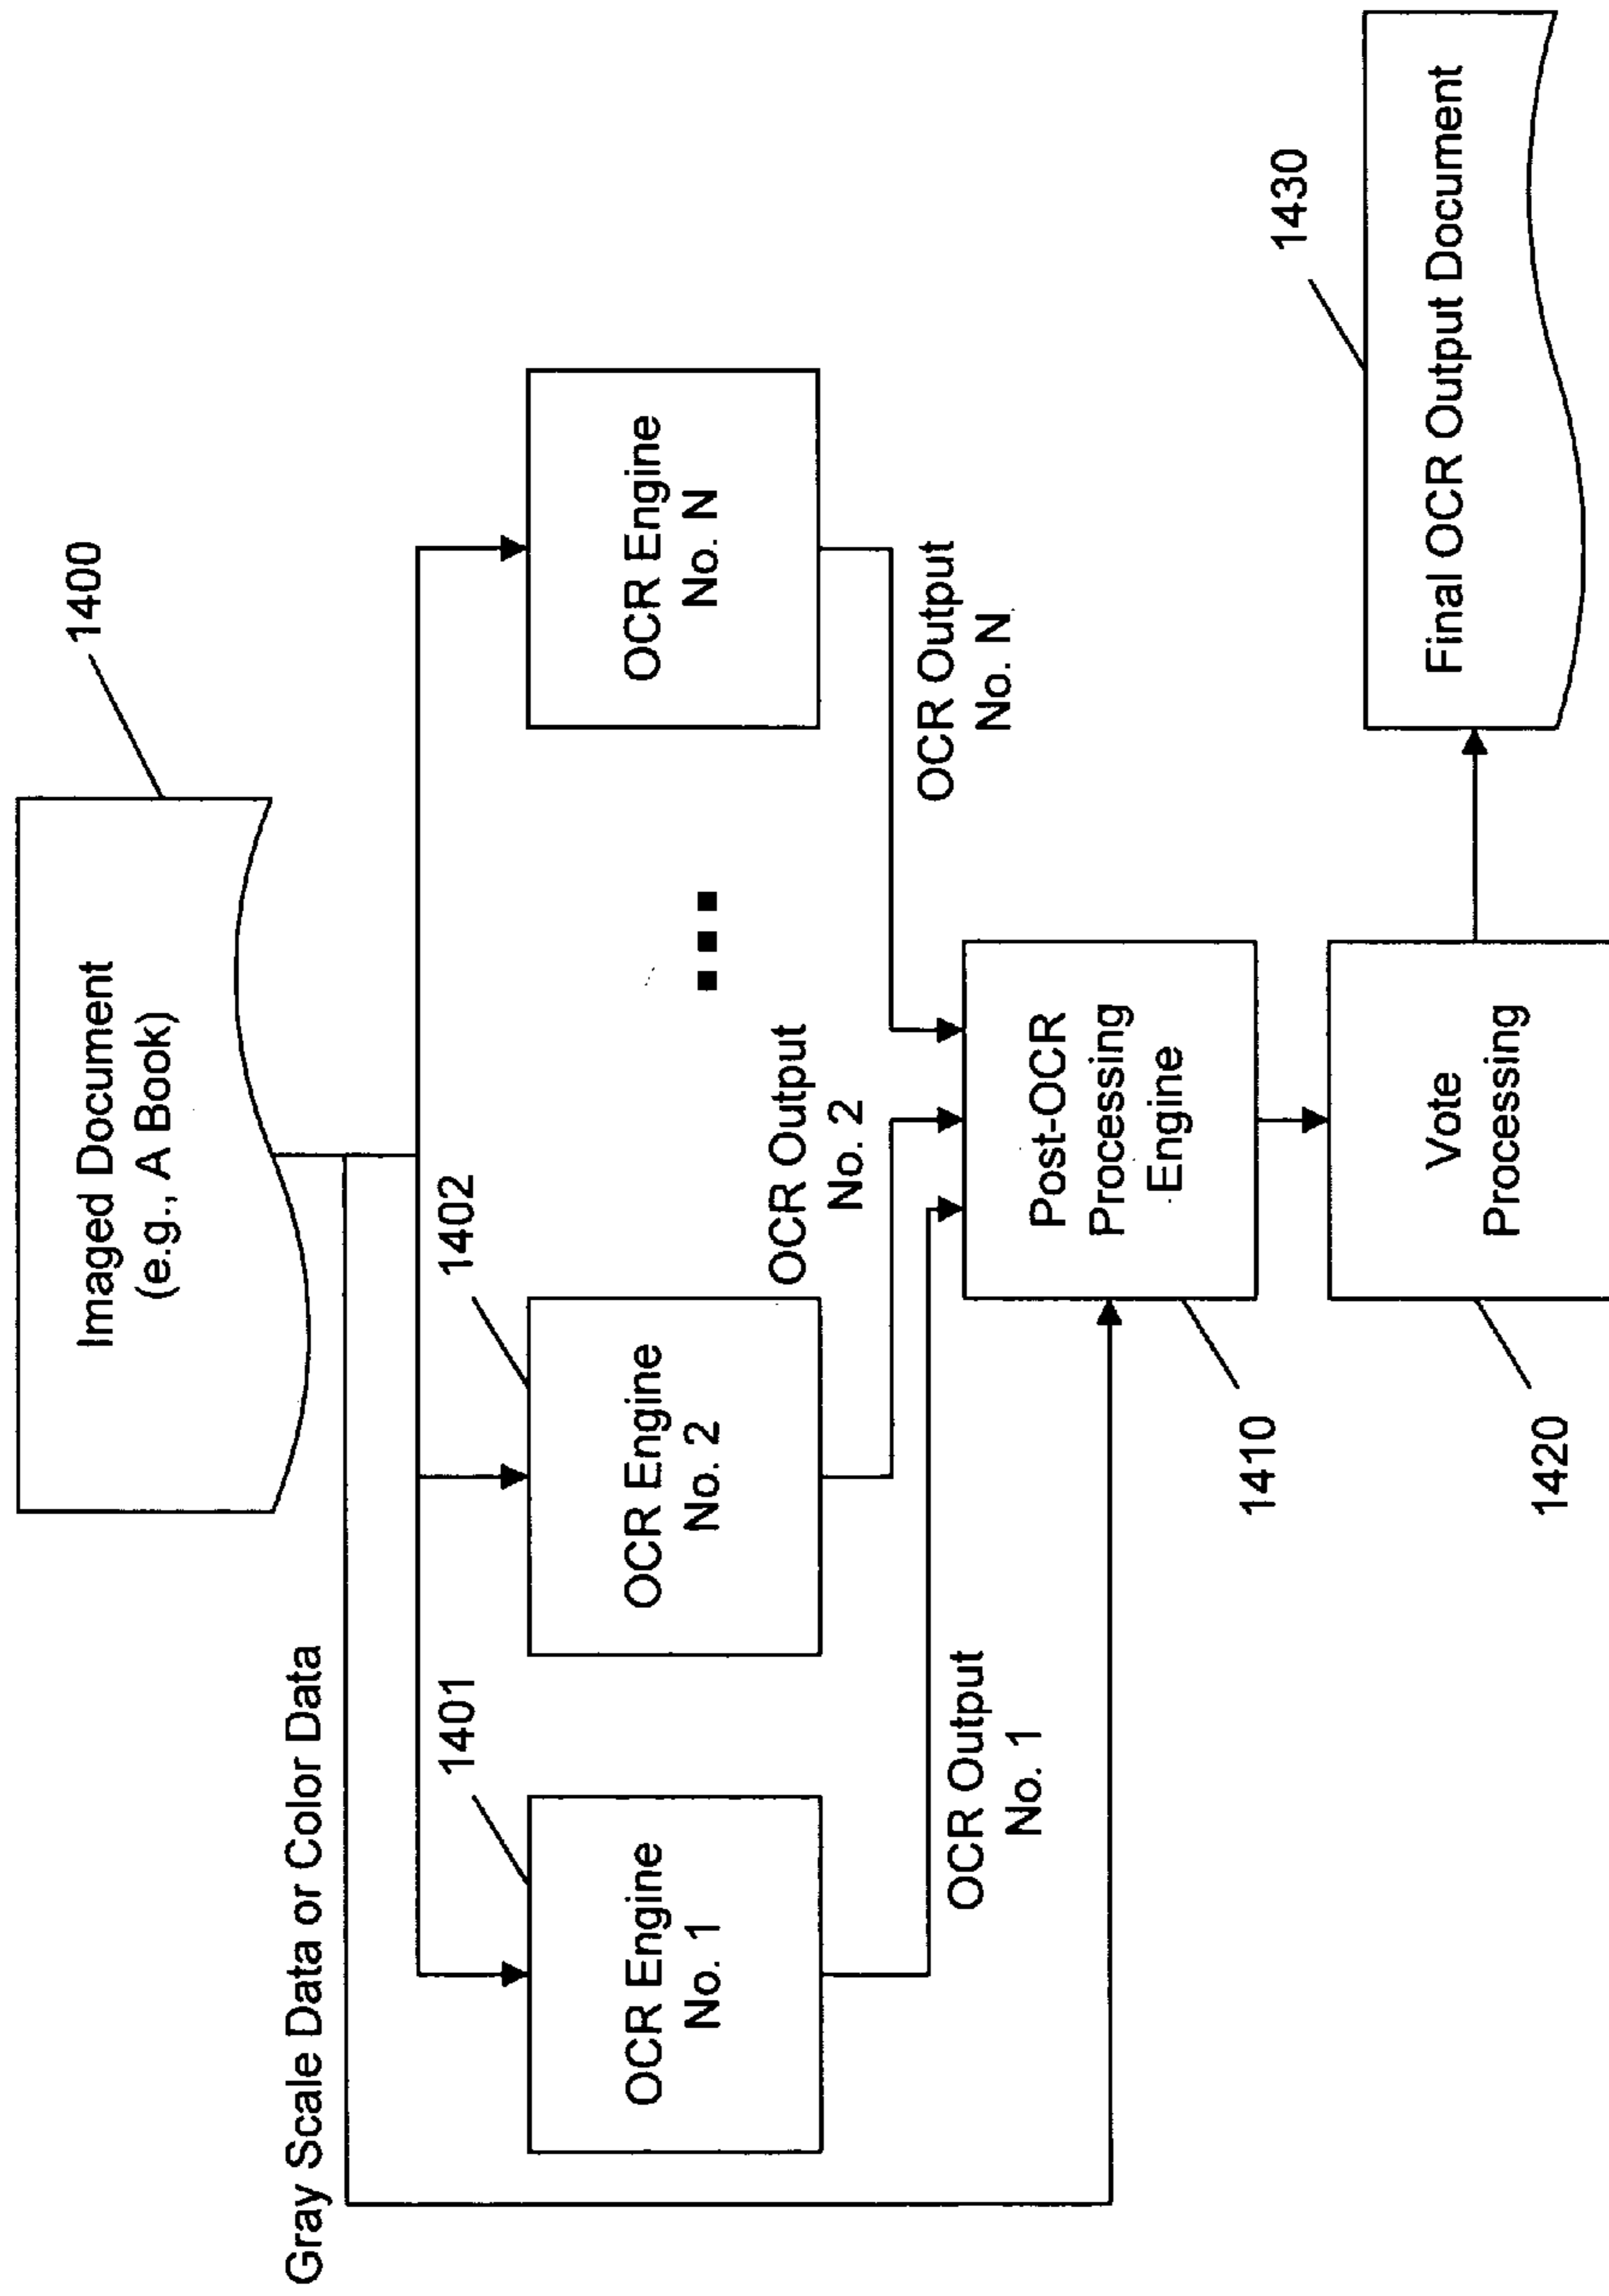 1400
Imaged Document
(e.g., A Book)
Gray Scale Data or Color Data
1401
1402
OCR Engine
No. 1
OCR Engine
No. 2
OCR Engine
No. N
OCR Output
No. 1
OCR Output
No. 2
OCR Output
No. N
Post-OCR
Processing
Engine
1410
Vote
Processing
1420
1430
Final OCR Output Document